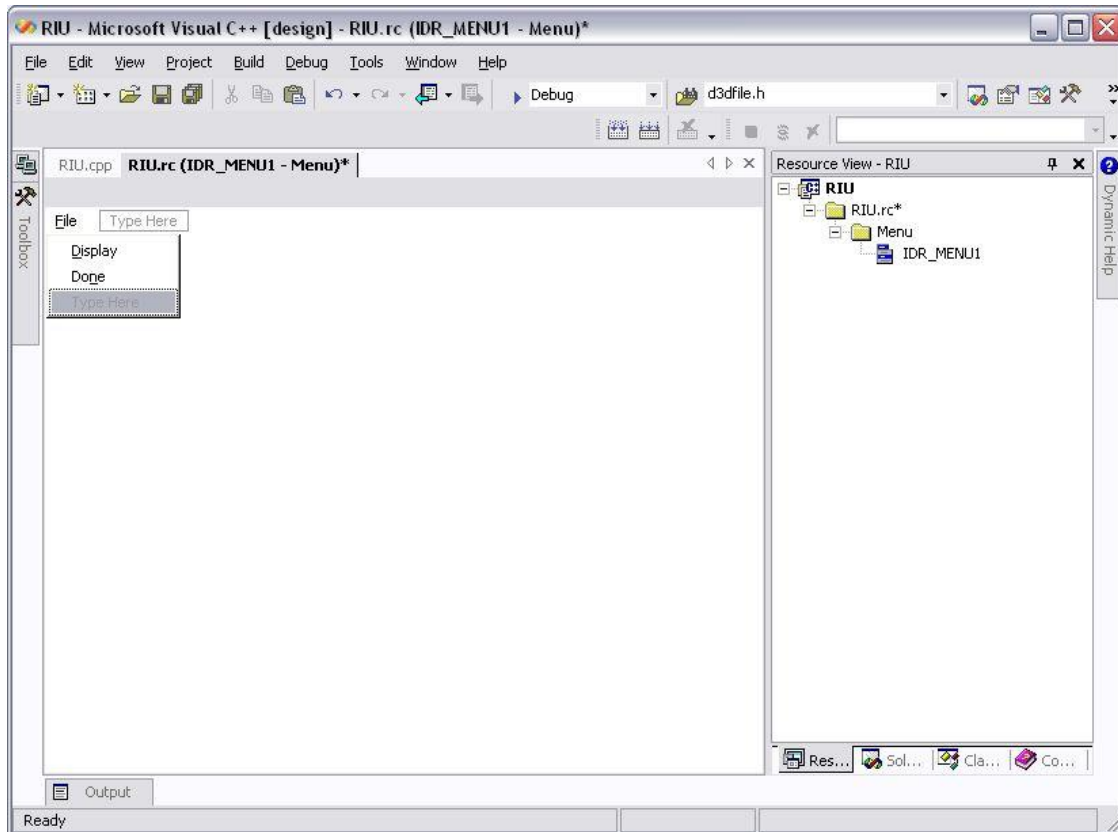 RIU - Microsoft Visual C++ [design] - RIU.rc (IDR_MENU1 - Menu)*
File Edit View Project Build Debug Tools Window Help
Debug d3dfile.h
RIU.cpp RIU.rc (IDR_MENU1 - Menu)* Resource View - RIU
RIU
RIU.rc*
Menu
IDR_MENU1
File Type Here
Display
Done
Type Here
Toolbox
Dynamic Help
Res... Sol... Cla... Co...
Output
Ready